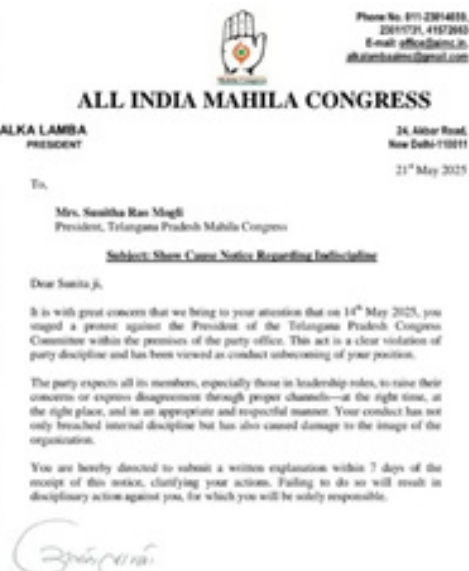 Phone No. 011-23014059,
23011731, 41572663
E-mail: office@aimc.in,
alkalambaaimc@gmail.com
Mahila Congress
ALL INDIA MAHILA CONGRESS
ALKA LAMBA
PRESIDENT
24, Akbar Road,
New Delhi-110011
21st May 2025
To,
Mrs. Sunitha Rao Mogli
President, Telangana Pradesh Mahila Congress
Subject: Show Cause Notice Regarding Indiscipline
Dear Sunita ji,
It is with great concern that we bring to your attention that on 14th May 2025, you
staged a protest against the President of the Telangana Pradesh Congress
Committee within the premises of the party office. This act is a clear violation of
party discipline and has been viewed as conduct unbecoming of your position.
The party expects all its members, especially those in leadership roles, to raise their
concerns or express disagreement through proper channels—at the right time, at
the right place, and in an appropriate and respectful manner. Your conduct has not
only breached internal discipline but has also caused damage to the image of the
organization.
You are hereby directed to submit a written explanation within 7 days of the
receipt of this notice, clarifying your actions. Failing to do so will result in
disciplinary action against you, for which you will be solely responsible.